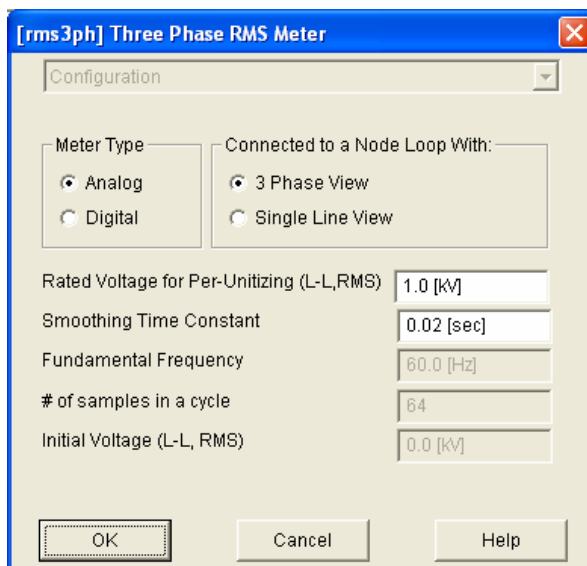 [rms3ph] Three Phase RMS Meter
Configuration
Meter Type
Analog
Digital
Connected to a Node Loop With:
3 Phase View
Single Line View
Rated Voltage for Per-Unitizing (L-L,RMS) 1.0 [kV]
Smoothing Time Constant 0.02 [sec]
Fundamental Frequency 60.0 [Hz]
# of samples in a cycle 64
Initial Voltage (L-L, RMS) 0.0 [kV]
OK Cancel Help